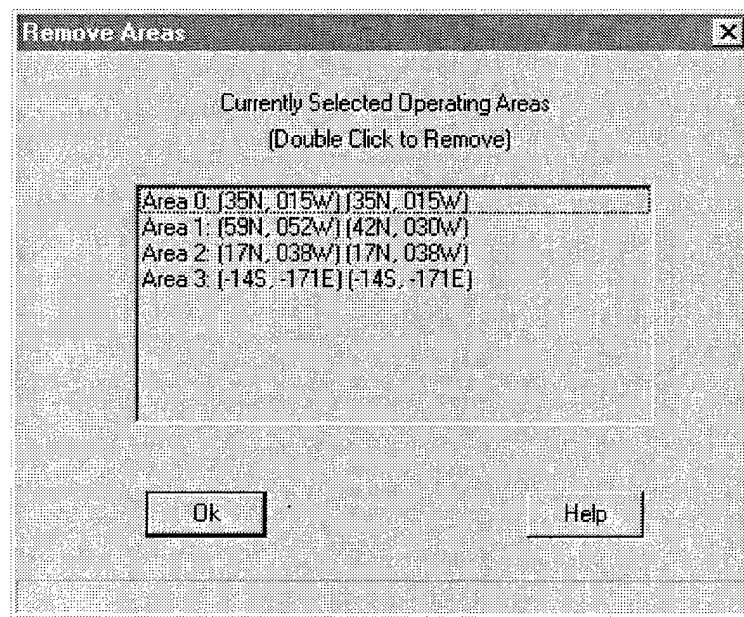 Remove Areas
Currently Selected Operating Areas
(Double Click to Remove)
Area 0: (35N, 015W) (35N, 015W)
Area 1: (59N, 052W) (42N, 030W)
Area 2: (17N, 038W) (17N, 038W)
Area 3: (-14S, -171E) (-14S, -171E)
Ok
Help